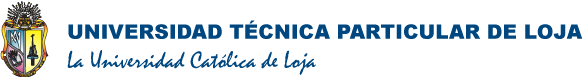 UNIVERSIDAD TÉCNICA PARTICULAR DE LOJA
La Universidad Católica de Loja